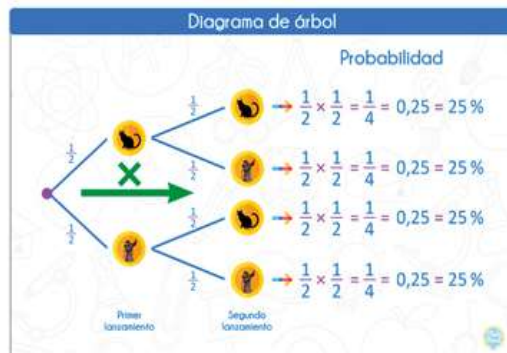 Diagrama de árbol
Probabilidad
1/2 1/2 → 1/2 × 1/2 = 1/4 = 0,25 = 25 %
1/2 → 1/2 × 1/2 = 1/4 = 0,25 = 25 %
×
1/2 1/2 → 1/2 × 1/2 = 1/4 = 0,25 = 25 %
1/2 → 1/2 × 1/2 = 1/4 = 0,25 = 25 %
Primer lanzamiento
Segundo lanzamiento